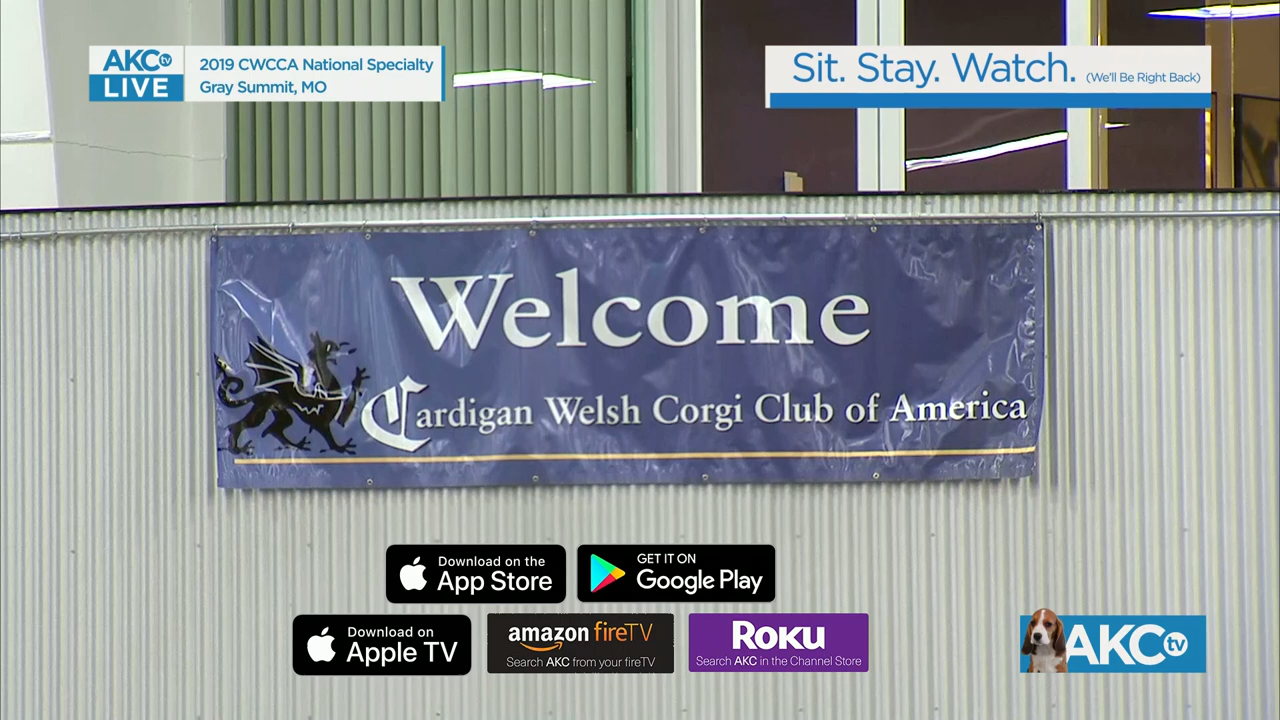 AKC tv
LIVE
2019 CWCCA National Specialty
Gray Summit, MO
Sit. Stay. Watch. (We'll Be Right Back)
Welcome
Cardigan Welsh Corgi Club of America
Download on the
App Store
GET IT ON
Google Play
Download on
Apple TV
amazon fireTV
Search AKC from your fireTV
ROKU
Search AKC in the Channel Store
AKC tv